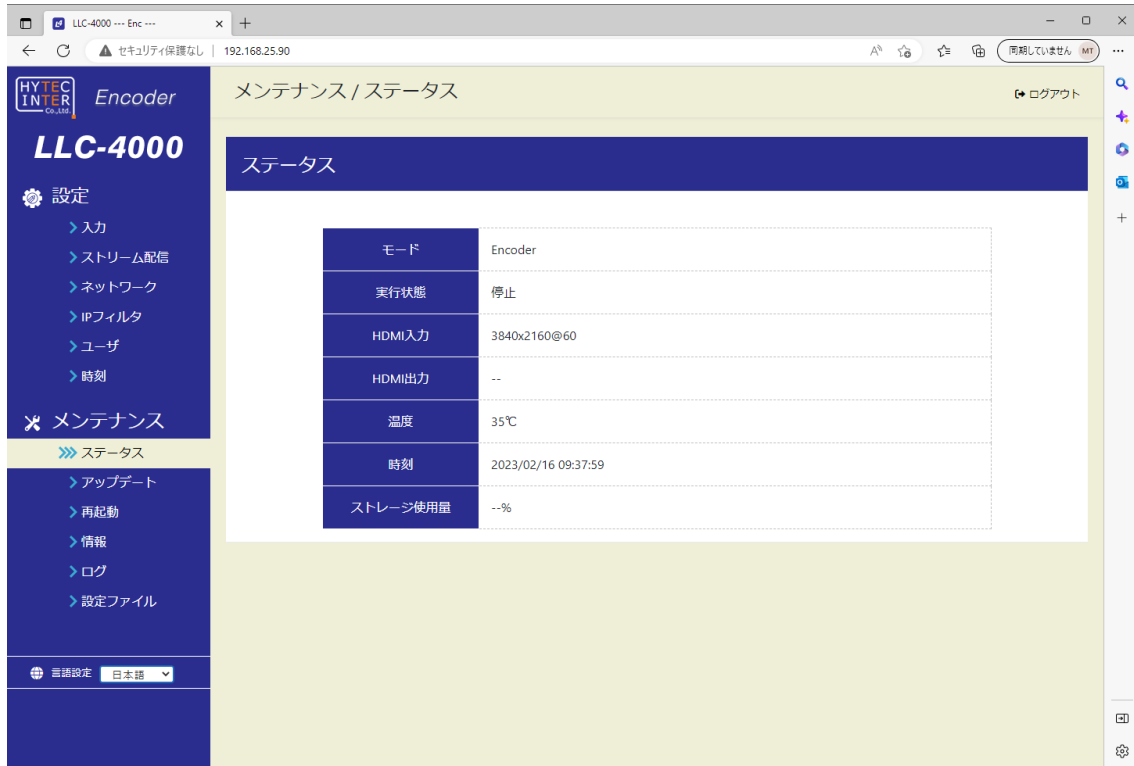 LLC-4000 --- Enc ---
セキュリティ保護なし | 192.168.25.90
同期していません MT
HYTEC
INTER
Co.,Ltd.
Encoder
LLC-4000
設定
入力
ストリーム配信
ネットワーク
IPフィルタ
ユーザ
時刻
メンテナンス
ステータス
アップデート
再起動
情報
ログ
設定ファイル
言語設定 日本語
メンテナンス / ステータス
ログアウト
ステータス
モード Encoder
実行状態 停止
HDMI入力 3840x2160@60
HDMI出力 --
温度 35℃
時刻 2023/02/16 09:37:59
ストレージ使用量 --%